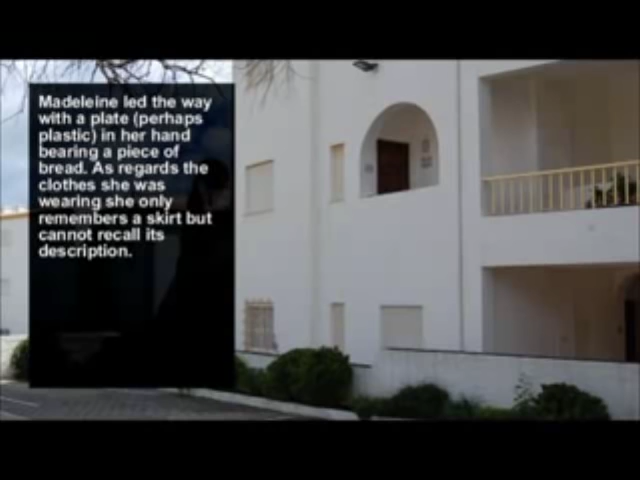 Madeleine led the way
with a plate (perhaps
plastic) in her hand
bearing a piece of
bread. As regards the
clothes she was
wearing she only
remembers a skirt but
cannot recall its
description.